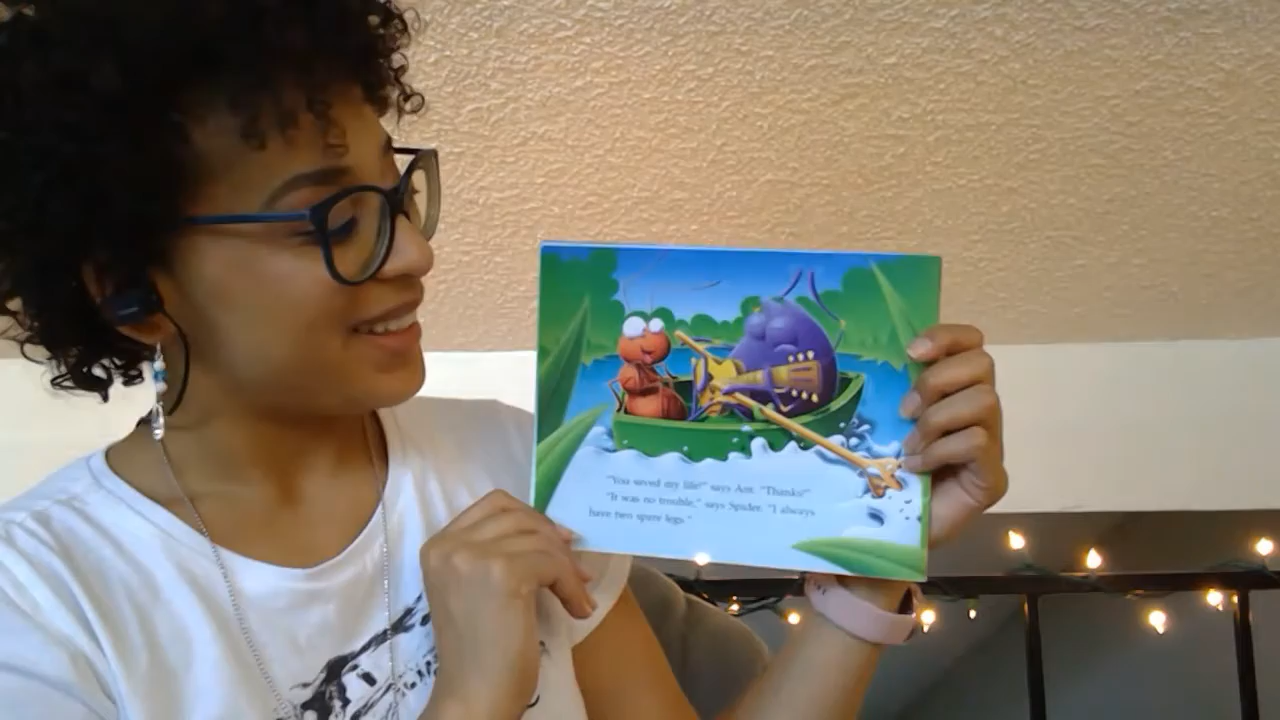 "You saved my life!" says Ant. "Thanks!"
"It was no trouble," says Spider. "I always
have two spare legs."